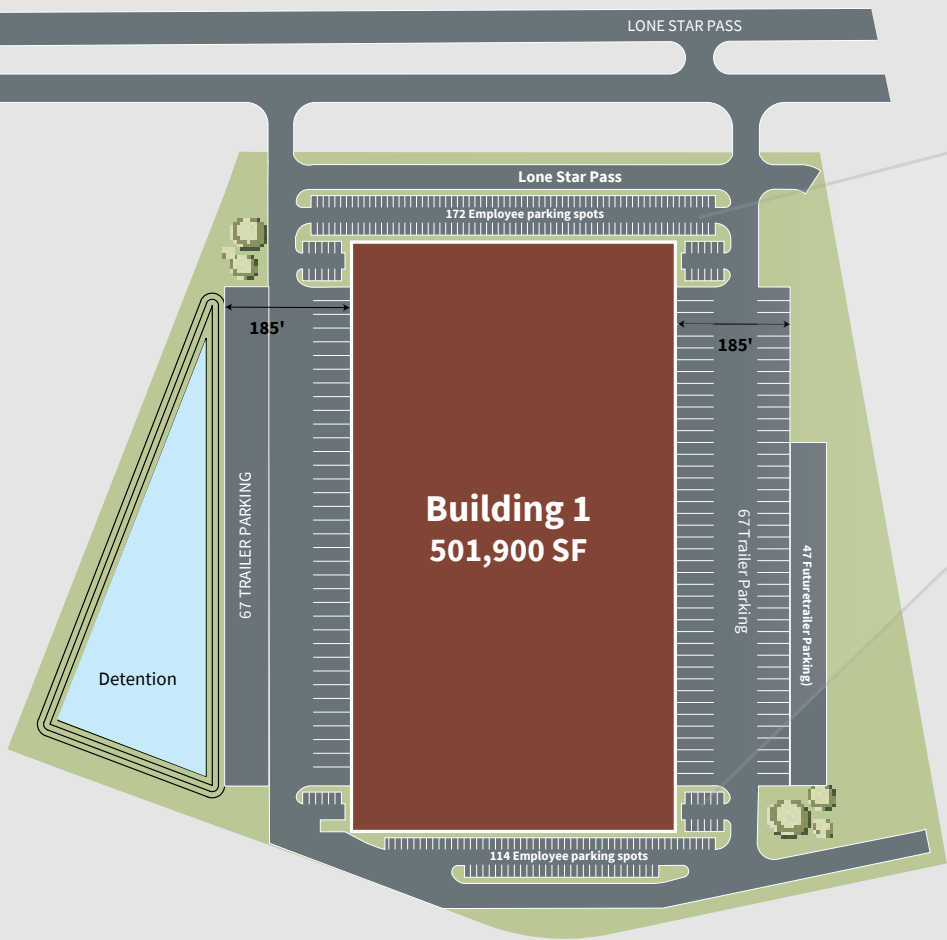 LONE STAR PASS
Lone Star Pass
172 Employee parking spots
185'
185'
67 TRAILER PARKING
Building 1
501,900 SF
67 Trailer Parking
47 Futuretrailer Parking)
Detention
114 Employee parking spots